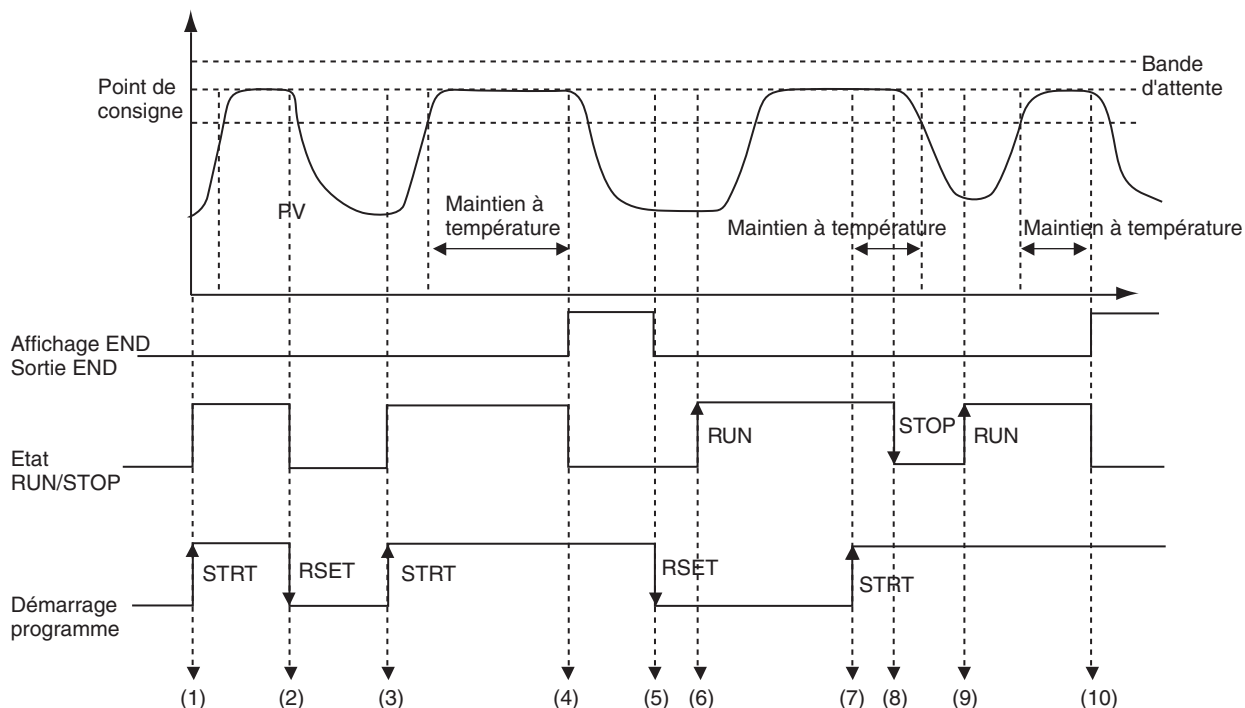 Point de
consigne
Bande
d'attente
PV
Maintien à
température
Maintien à température
Maintien à température
Affichage END
Sortie END
RUN
STOP
RUN
Etat
RUN/STOP
STRT
RSET
STRT
RSET
STRT
Démarrage
programme
(1)
(2)
(3)
(4)
(5)
(6)
(7)
(8)
(9)
(10)